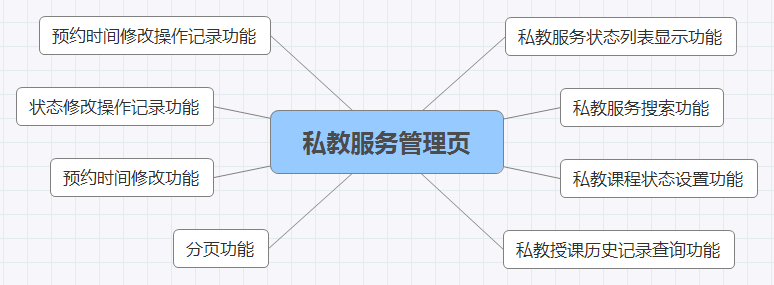 预约时间修改操作记录功能
私教服务状态列表显示功能
状态修改操作记录功能
私教服务搜索功能
私教服务管理页
预约时间修改功能
私教课程状态设置功能
分页功能
私教授课历史记录查询功能